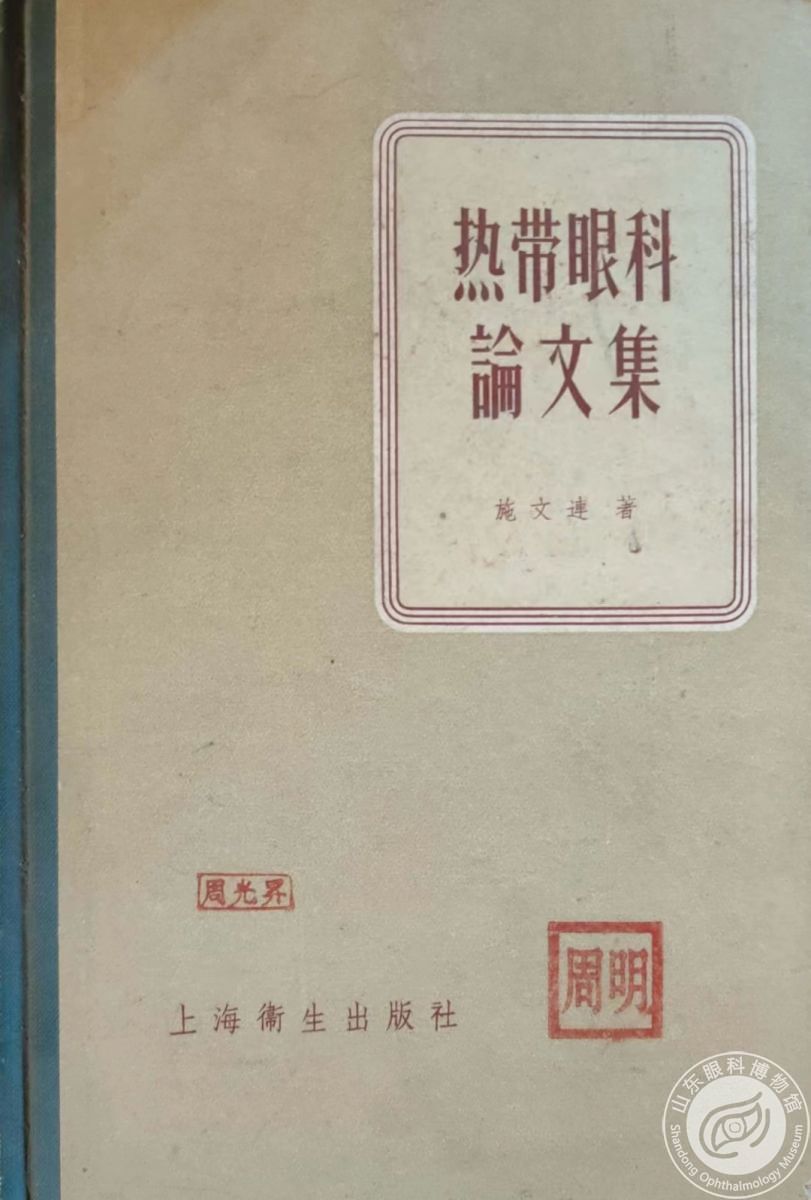 热带眼科
論文集
施文連 著
周光昇
周明
上海衞生出版社
山东眼科博物馆
Shandong Ophthalmology Museum